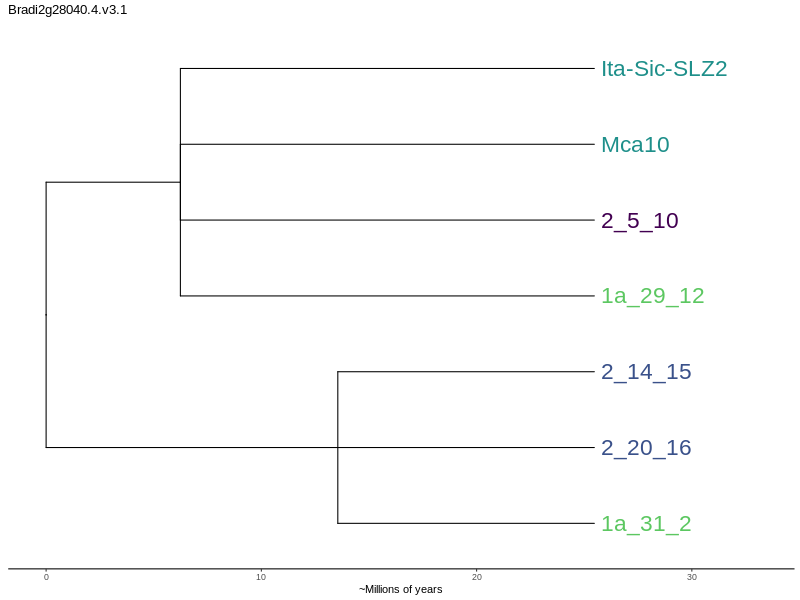 Bradi2g28040.4.v3.1
Ita-Sic-SLZ2
Mca10
2_5_10
1a_29_12
2_14_15
2_20_16
1a_31_2
0 10 20 30
~Millions of years